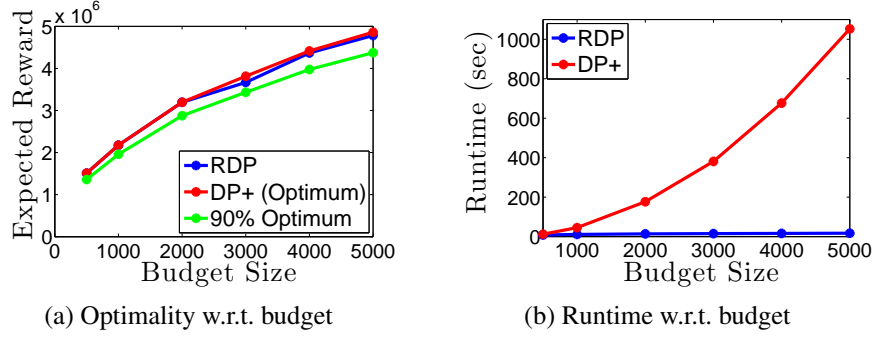 5 x 10^6
4
3
2
1
0
0 1000 2000 3000 4000 5000
Expected Reward
Budget Size
RDP
DP+ (Optimum)
90% Optimum
(a) Optimality w.r.t. budget
1000
800
600
400
200
0
1000 2000 3000 4000 5000
Runtime (sec)
Budget Size
RDP
DP+
(b) Runtime w.r.t. budget